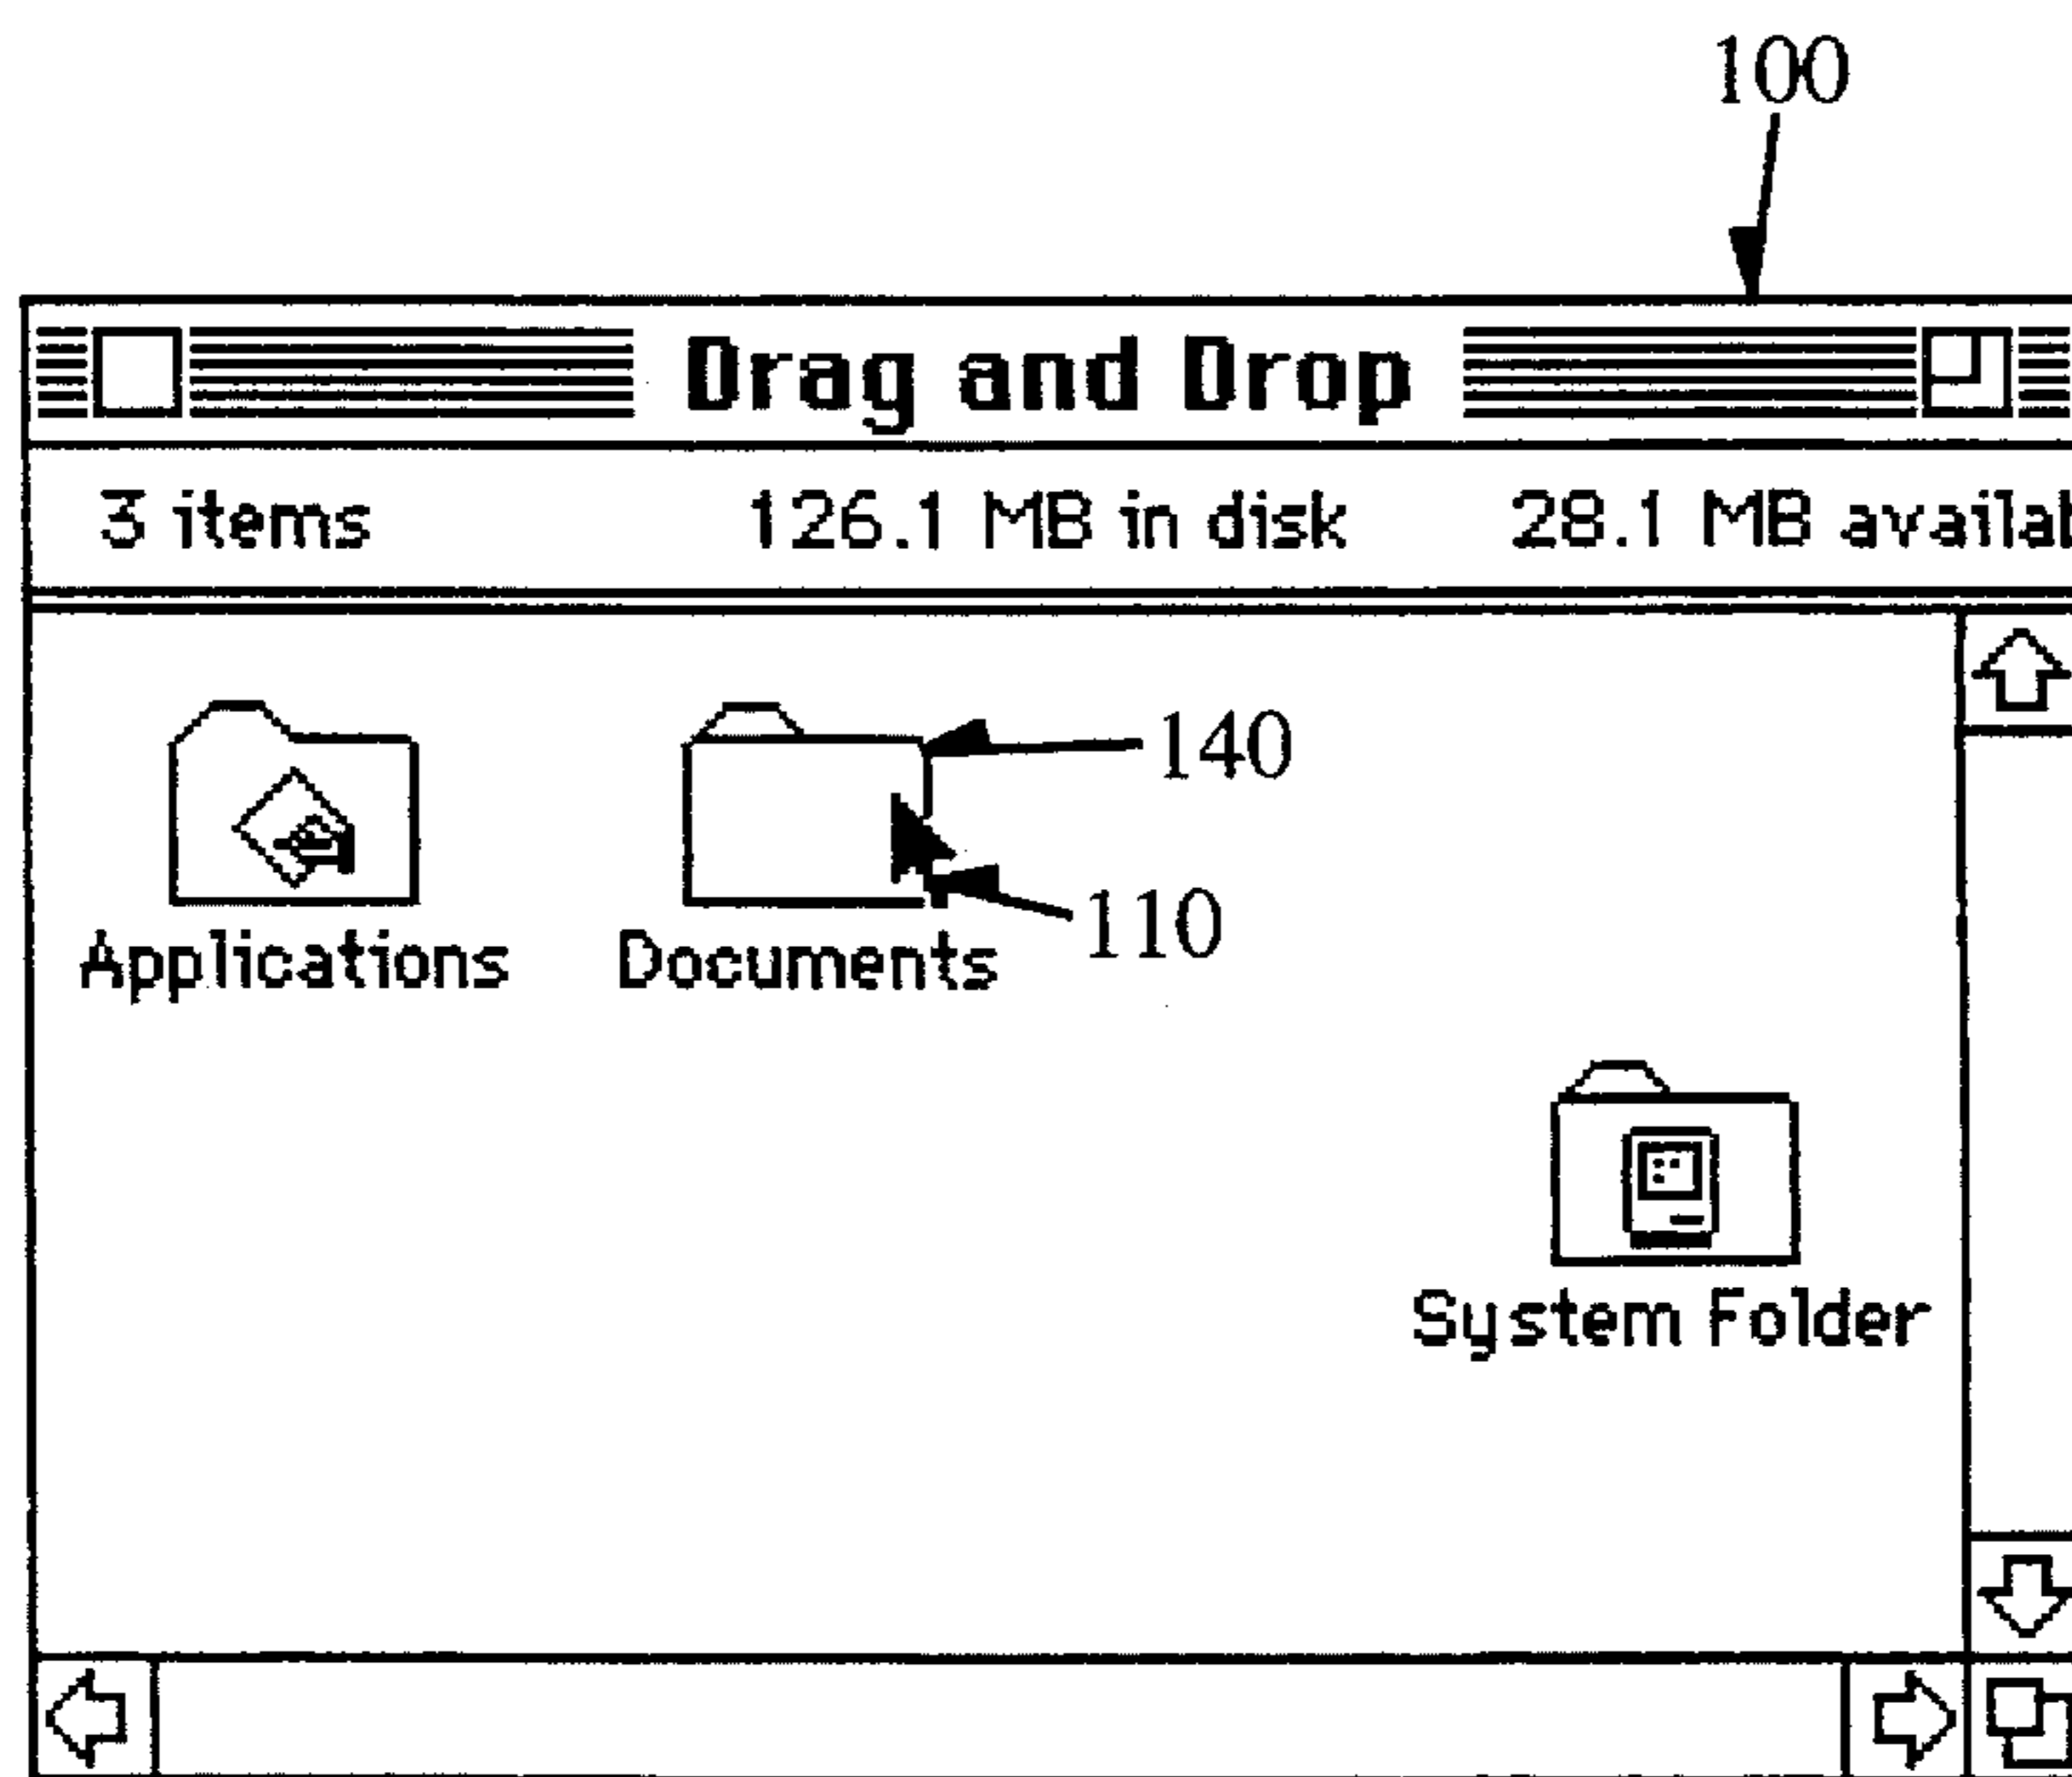 100
Drag and Drop
3 items 126.1 MB in disk 28.1 MB availab
140
110
Applications Documents
System Folder